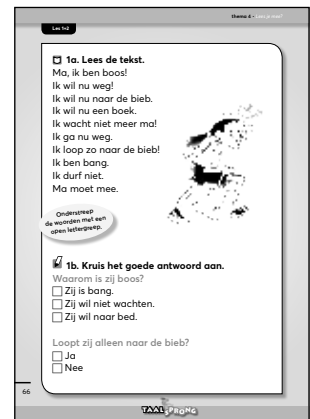 thema 4 - Lees je mee?
Les 1+2
1a. Lees de tekst.
Ma, ik ben boos!
Ik wil nu weg!
Ik wil nu naar de bieb.
Ik wil nu een boek.
Ik wacht niet meer ma!
Ik ga nu weg.
Ik loop zo naar de bieb!
Ik ben bang.
Ik durf niet.
Ma moet mee.
Onderstreep
de woorden met een
open lettergreep.
1b. Kruis het goede antwoord aan.
Waarom is zij boos?
Zij is bang.
Zij wil niet wachten.
Zij wil naar bed.
Loopt zij alleen naar de bieb?
Ja
Nee
66
TAALSPRONG